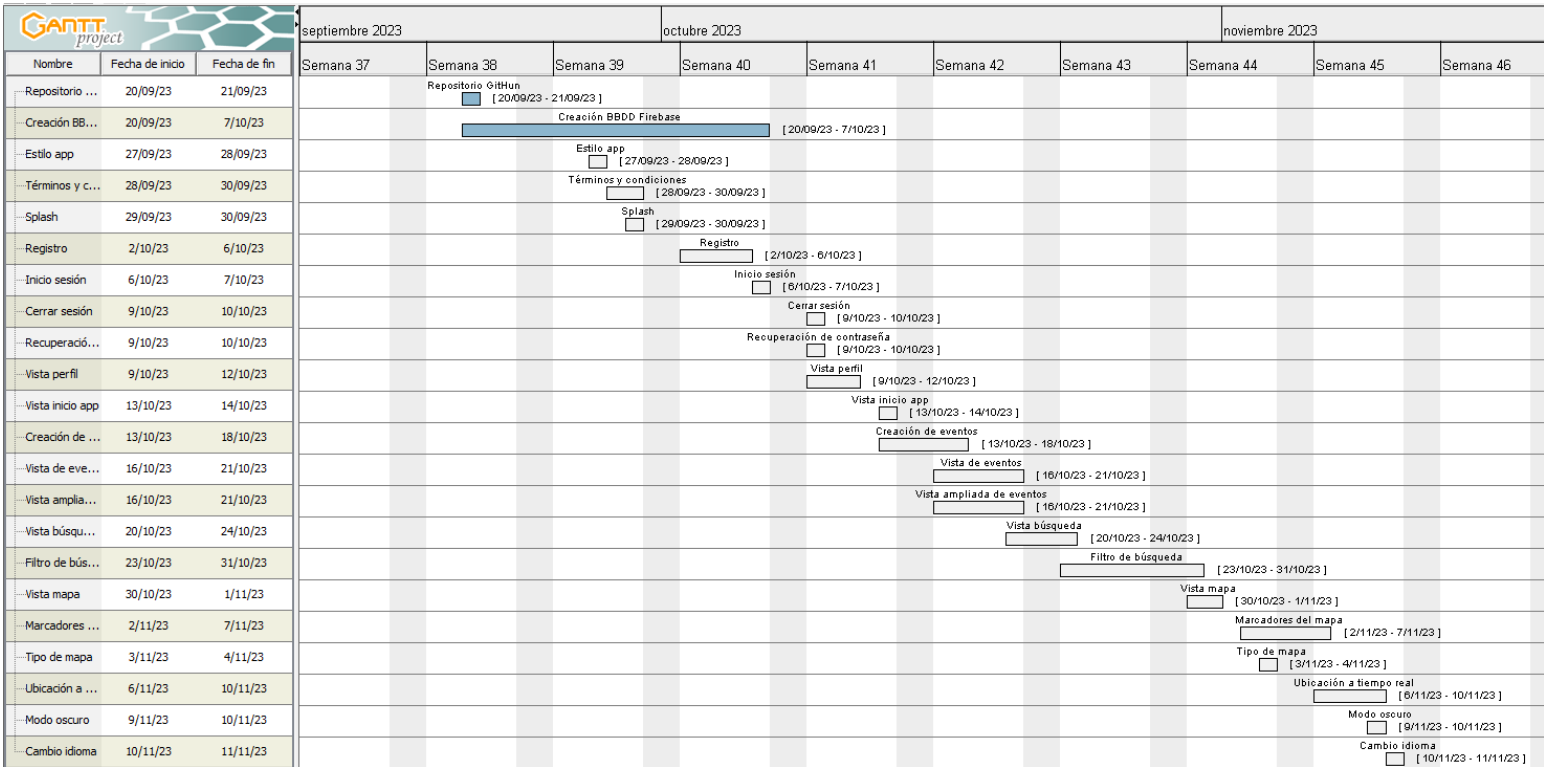 GANTT
project
septiembre 2023 octubre 2023 noviembre 2023
Nombre Fecha de inicio Fecha de fin Semana 37 Semana 38 Semana 39 Semana 40 Semana 41 Semana 42 Semana 43 Semana 44 Semana 45 Semana 46
Repositorio GitHun
Repositorio ... 20/09/23 21/09/23 [ 20/09/23 - 21/09/23 ]
Creación BBDD Firebase
Creación BB... 20/09/23 7/10/23 [ 20/09/23 - 7/10/23 ]
Estilo app
Estilo app 27/09/23 28/09/23 [ 27/09/23 - 28/09/23 ]
Términos y condiciones
Términos y c... 28/09/23 30/09/23 [ 28/09/23 - 30/09/23 ]
Splash
Splash 29/09/23 30/09/23 [ 29/09/23 - 30/09/23 ]
Registro
Registro 2/10/23 6/10/23 [ 2/10/23 - 6/10/23 ]
Inicio sesión
Inicio sesión 6/10/23 7/10/23 [ 6/10/23 - 7/10/23 ]
Cerrar sesión
Cerrar sesión 9/10/23 10/10/23 [ 9/10/23 - 10/10/23 ]
Recuperación de contraseña
Recuperació... 9/10/23 10/10/23 [ 9/10/23 - 10/10/23 ]
Vista perfil
Vista perfil 9/10/23 12/10/23 [ 9/10/23 - 12/10/23 ]
Vista inicio app
Vista inicio app 13/10/23 14/10/23 [ 13/10/23 - 14/10/23 ]
Creación de eventos
Creación de ... 13/10/23 18/10/23 [ 13/10/23 - 18/10/23 ]
Vista de eventos
Vista de eve... 16/10/23 21/10/23 [ 16/10/23 - 21/10/23 ]
Vista ampliada de eventos
Vista amplia... 16/10/23 21/10/23 [ 16/10/23 - 21/10/23 ]
Vista búsqueda
Vista búsqu... 20/10/23 24/10/23 [ 20/10/23 - 24/10/23 ]
Filtro de búsqueda
Filtro de bús... 23/10/23 31/10/23 [ 23/10/23 - 31/10/23 ]
Vista mapa
Vista mapa 30/10/23 1/11/23 [ 30/10/23 - 1/11/23 ]
Marcadores del mapa
Marcadores ... 2/11/23 7/11/23 [ 2/11/23 - 7/11/23 ]
Tipo de mapa
Tipo de mapa 3/11/23 4/11/23 [ 3/11/23 - 4/11/23 ]
Ubicación a tiempo real
Ubicación a ... 6/11/23 10/11/23 [ 6/11/23 - 10/11/23 ]
Modo oscuro
Modo oscuro 9/11/23 10/11/23 [ 9/11/23 - 10/11/23 ]
Cambio idioma
Cambio idioma 10/11/23 11/11/23 [ 10/11/23 - 11/11/23 ]